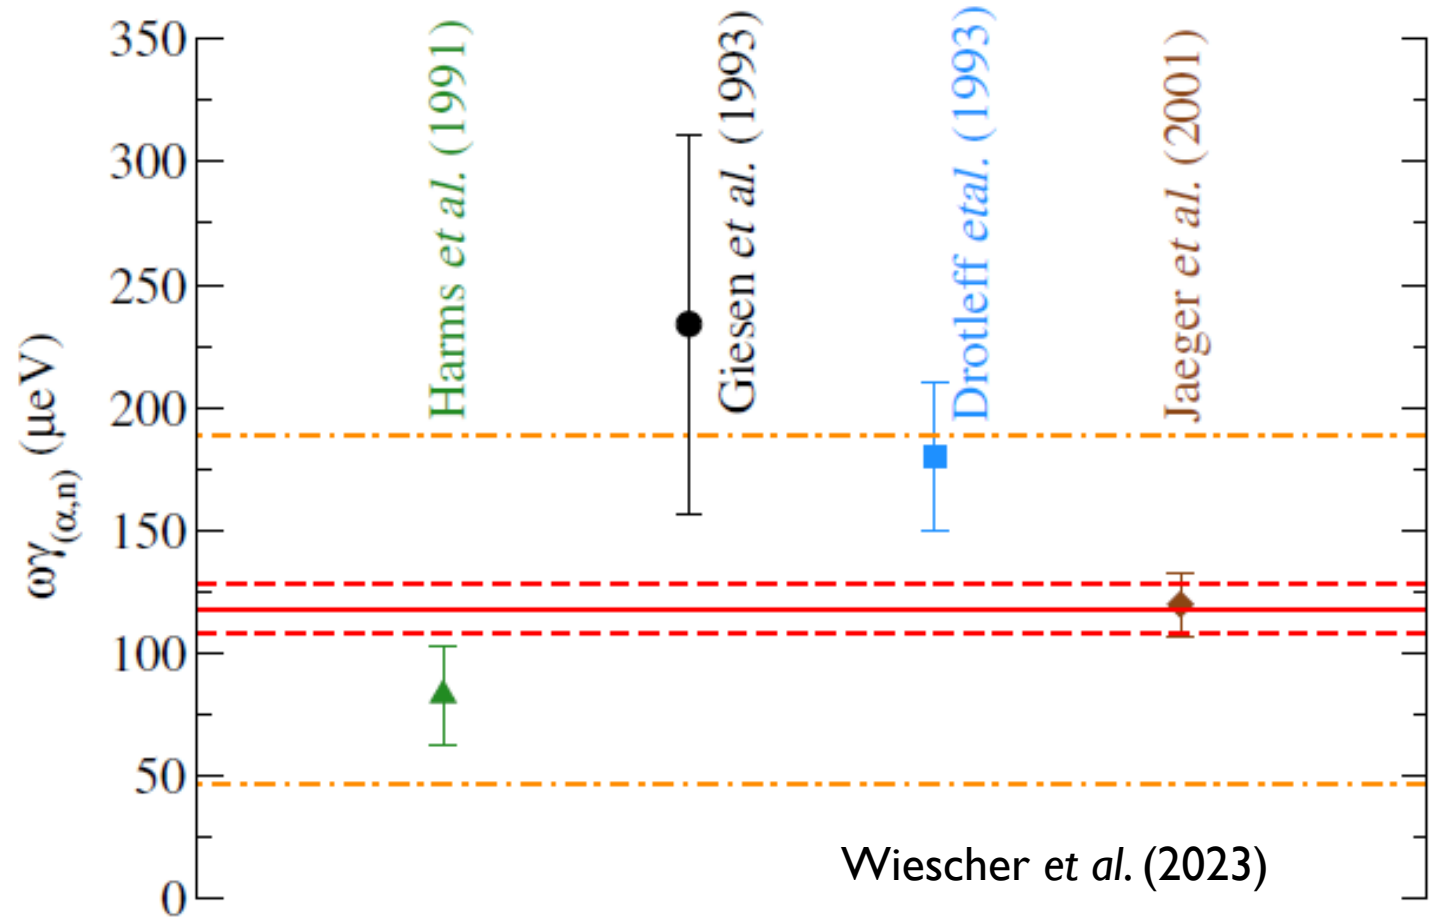 ωγ(α,n) (μeV)
350
300
250
200
150
100
50
0
Harms et al. (1991)
Giesen et al. (1993)
Drotleff etal. (1993)
Jaeger et al. (2001)
Wiescher et al. (2023)